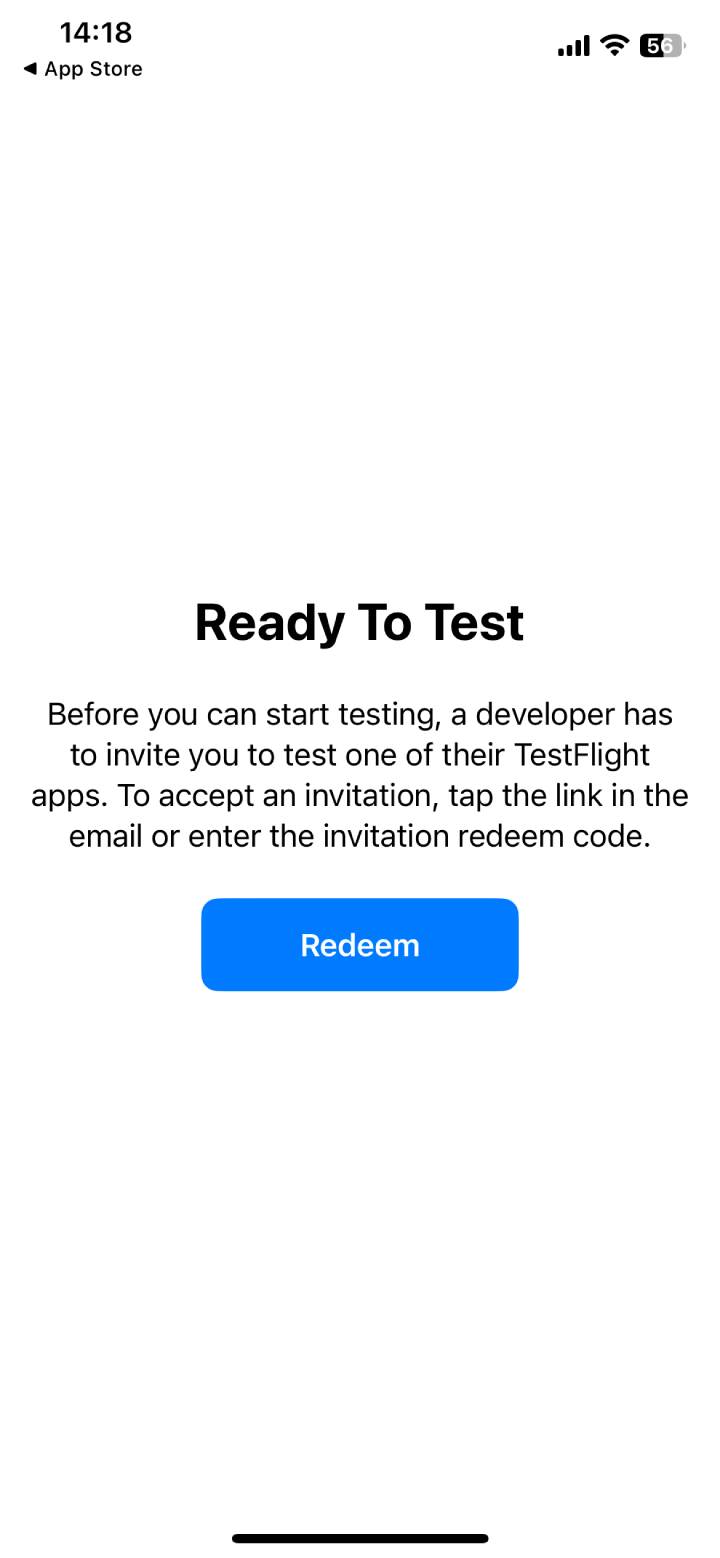 14:18
56
◀ App Store
Ready To Test
Before you can start testing, a developer has
to invite you to test one of their TestFlight
apps. To accept an invitation, tap the link in the
email or enter the invitation redeem code.
Redeem